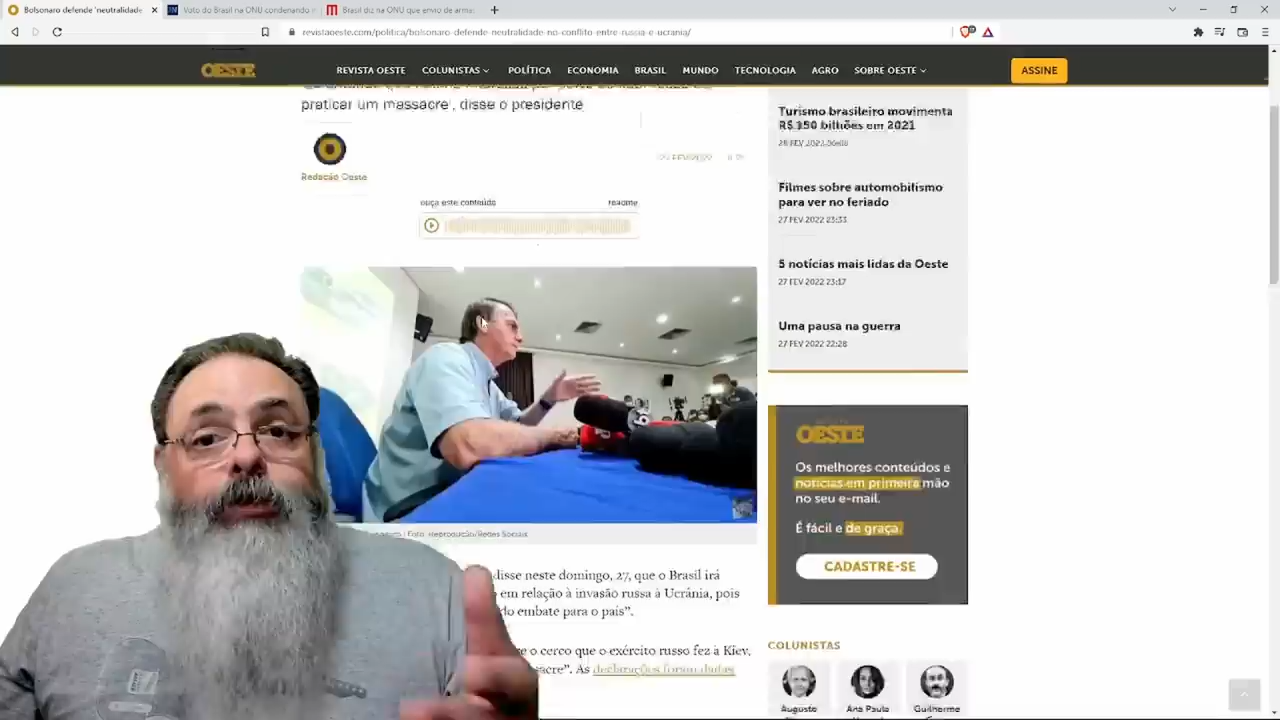 Bolsonaro defende 'neutralidade'
Voto do Brasil na ONU condenando
Brasil diz na ONU que envio de arma
revistaoeste.com/politica/bolsonaro-defende-neutralidade-no-conflito-entre-russia-e-ucrania/
OESTE
REVISTA OESTE
COLUNISTAS
POLÍTICA
ECONOMIA
BRASIL
MUNDO
TECNOLOGIA
AGRO
SOBRE OESTE
ASSINE
praticar um massacre', disse o presidente
Redação Oeste
ouça este conteúdo
readme
Foto: Reprodução/Redes Sociais
disse neste domingo, 27, que o Brasil irá
em relação à invasão russa à Ucrânia, pois
do embate para o país”.
e o cerco que o exército russo fez à Kiev,
acre”. As declarações foram dadas
Turismo brasileiro movimenta
R$150 bilhões em 2021
Filmes sobre automobilismo
para ver no feriado
27 FEV 2022 23:33
5 notícias mais lidas da Oeste
27 FEV 2022 23:17
Uma pausa na guerra
27 FEV 2022 22:28
OESTE
Os melhores conteúdos e
notícias em primeira mão
no seu e-mail.
É fácil e de graça.
CADASTRE-SE
COLUNISTAS
Augusto
Ana Paula
Guilherme